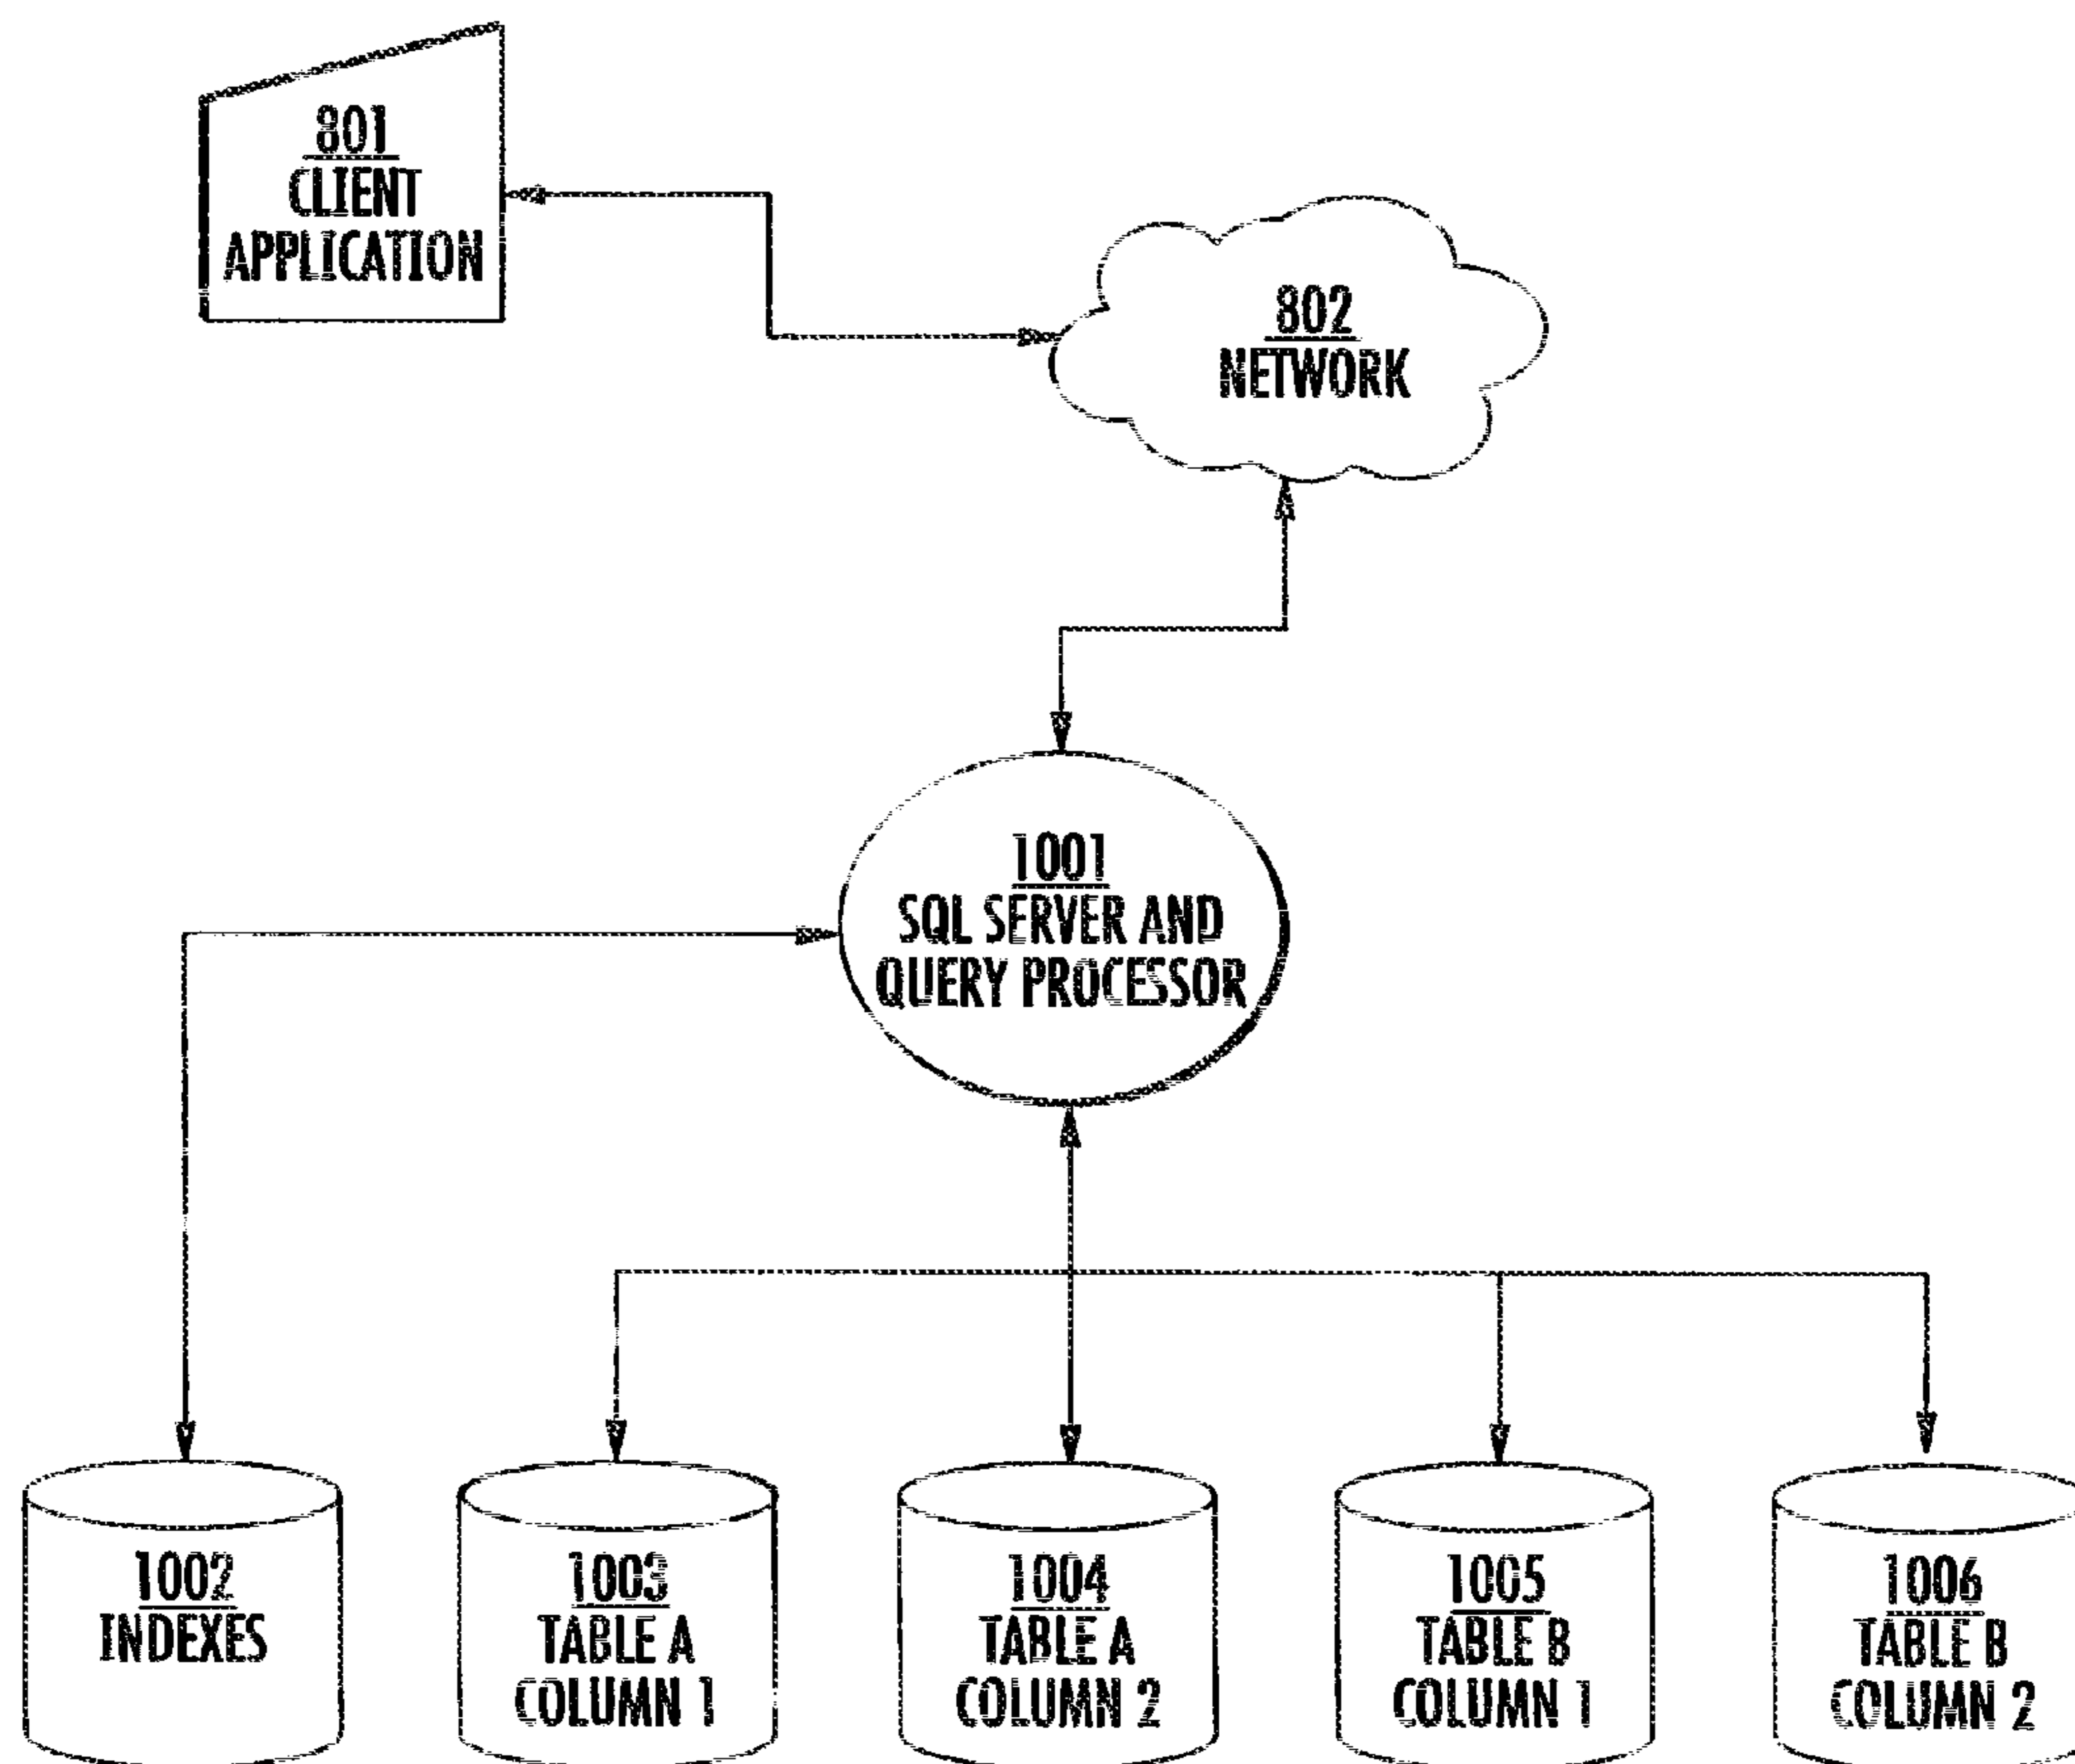 801
CLIENT
APPLICATION
802
NETWORK
1001
SQL SERVER AND
QUERY PROCESSOR
1002
INDEXES
1003
TABLE A
COLUMN 1
1004
TABLE A
COLUMN 2
1005
TABLE B
COLUMN 1
1006
TABLE B
COLUMN 2